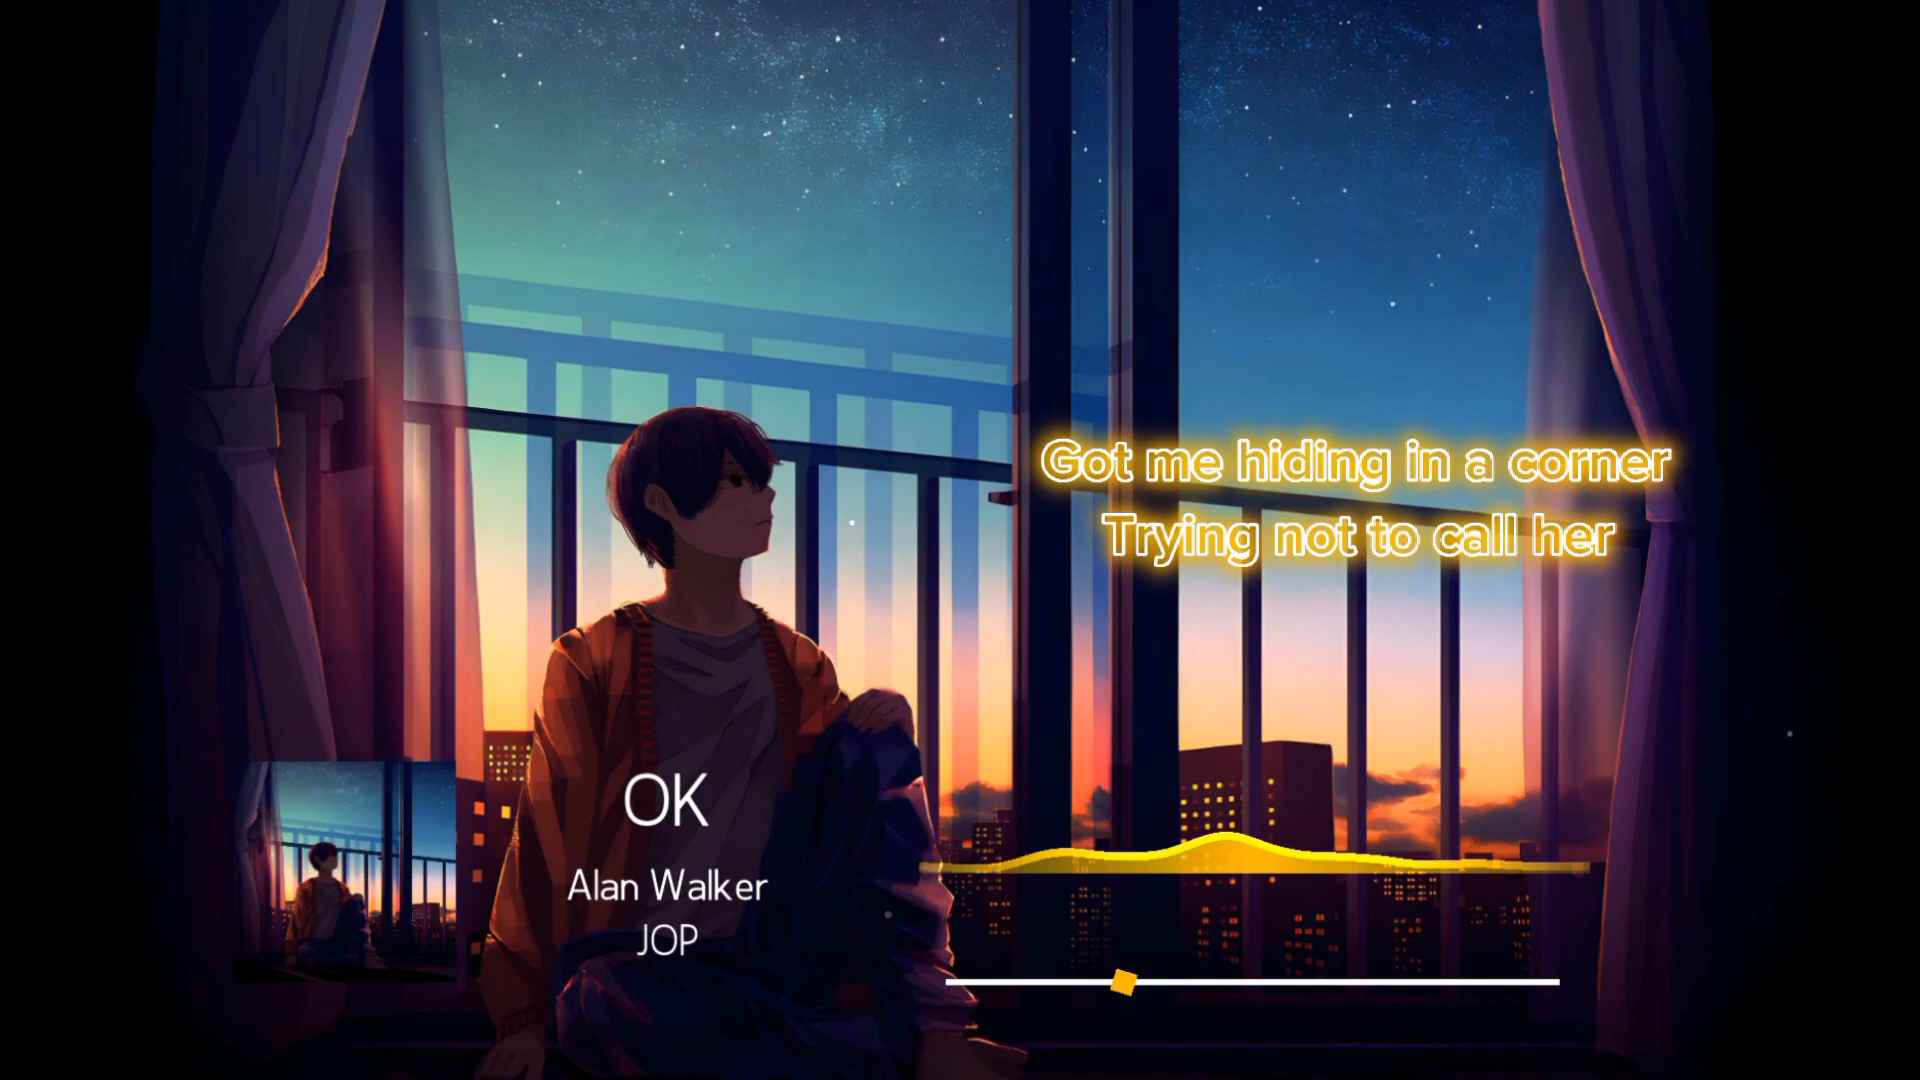 Got me hiding in a corner
Trying not to call her
OK
Alan Walker
JOP